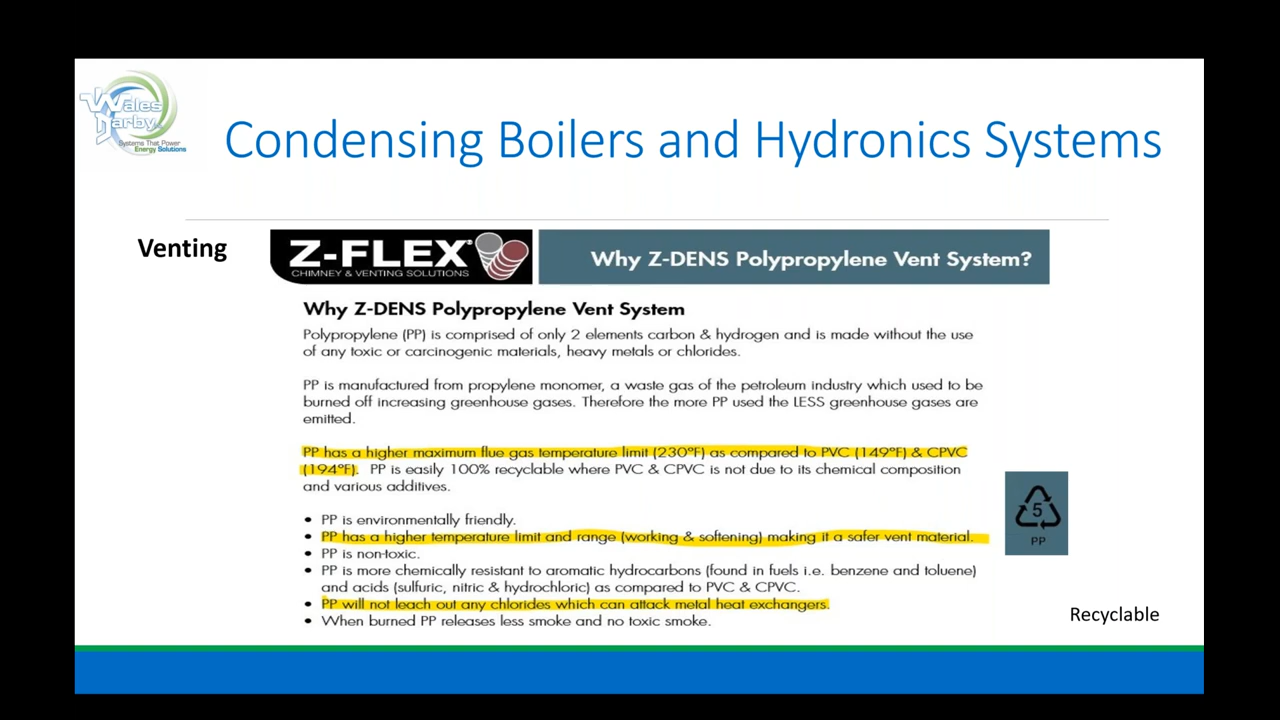 Wales
Darby
Systems That Power
Energy Solutions
Condensing Boilers and Hydronics Systems
Venting
Z-FLEX®
CHIMNEY & VENTING SOLUTIONS
Why Z-DENS Polypropylene Vent System?
Why Z-DENS Polypropylene Vent System
Polypropylene (PP) is comprised of only 2 elements carbon & hydrogen and is made without the use
of any toxic or carcinogenic materials, heavy metals or chlorides.
PP is manufactured from propylene monomer, a waste gas of the petroleum industry which used to be
burned off increasing greenhouse gases. Therefore the more PP used the LESS greenhouse gases are
emitted.
PP has a higher maximum flue gas temperature limit (230ºF) as compared to PVC (149ºF) & CPVC
(194ºF). PP is easily 100% recyclable where PVC & CPVC is not due to its chemical composition
and various additives.
• PP is environmentally friendly.
• PP has a higher temperature limit and range (working & softening) making it a safer vent material.
• PP is non-toxic.
• PP is more chemically resistant to aromatic hydrocarbons (found in fuels i.e. benzene and toluene)
and acids (sulfuric, nitric & hydrochloric) as compared to PVC & CPVC.
• PP will not leach out any chlorides which can attack metal heat exchangers.
• When burned PP releases less smoke and no toxic smoke.
5
PP
Recyclable